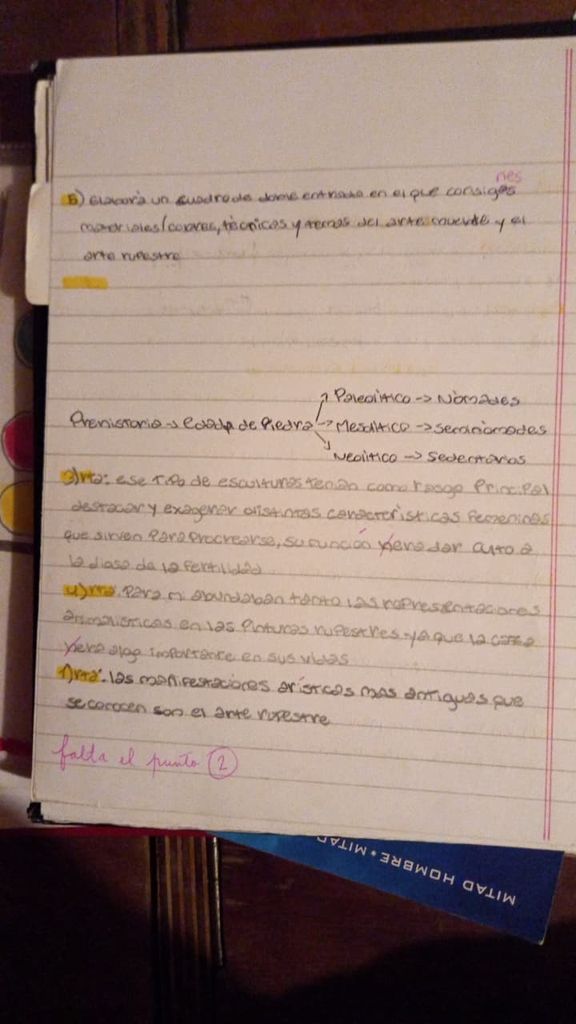 nes
5) Elaborá un cuadro de doble entrada en el que consignes
materiales/colores, técnicas y temas del arte mueble y el
arte rupestre
Paleolítico -> Nómades
Prehistoria -> Edad de Piedra -> Mesolítico -> seminómades
Neolítico -> Sedentarios
3) rta: ese tipo de esculturas tenían como rasgo Principal
destacar y exagerar distintas características femeninas
que sirven para procrearse, su función era dar culto a
la diosa de la fertilidad
4) rta: Para mi abundaban tanto las representaciones
animalísticas en las Pinturas rupestres ya que la caza
era algo importante en sus vidas
1) rta: las manifestaciones arísticas mas antiguas que
se conocen son el arte rupestre
falta el punto 2
MITAD HOMBRE • MITAD